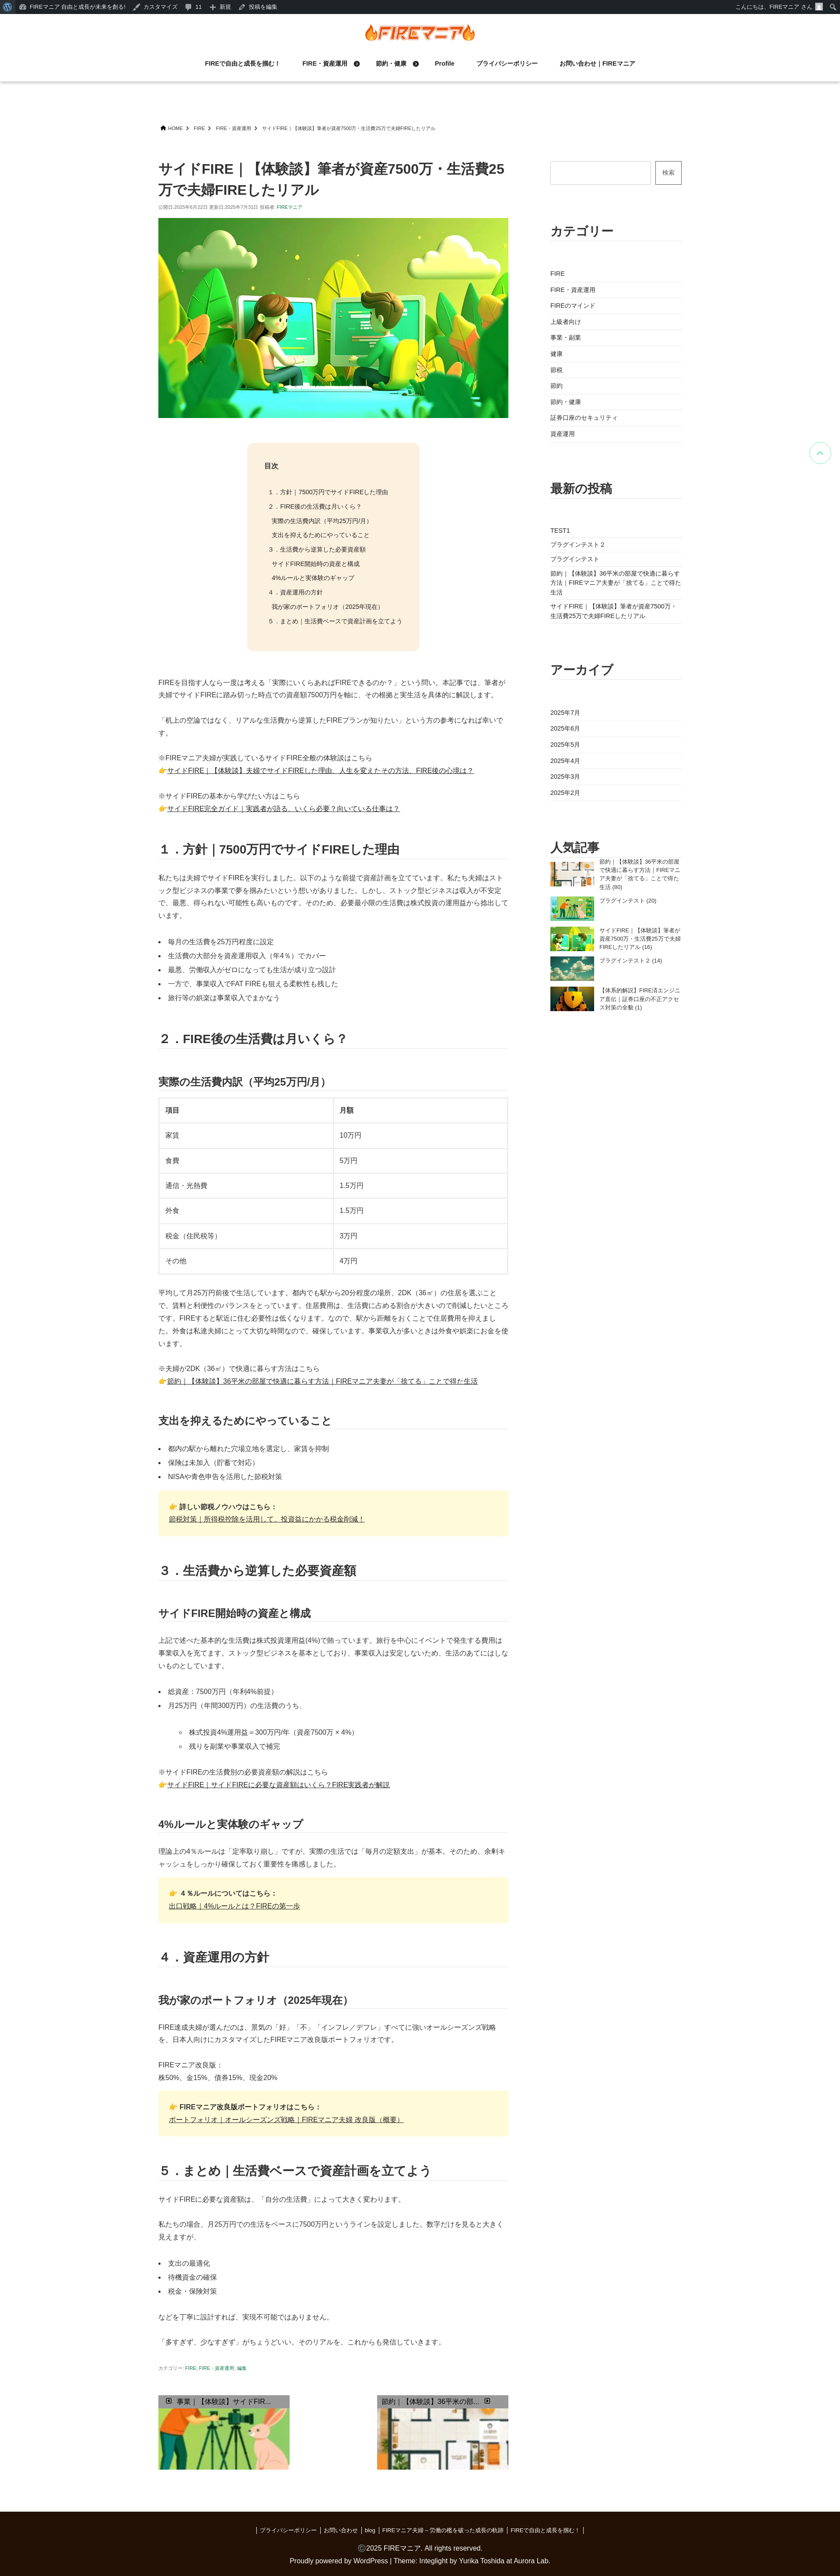 FIREマニア 自由と成長が未来を創る!
カスタマイズ
11
新規
投稿を編集
こんにちは、FIREマニア さん
FIREマニア
FIREで自由と成長を掴む！
FIRE・資産運用
節約・健康
Profile
プライバシーポリシー
お問い合わせ｜FIREマニア
HOME
FIRE
FIRE・資産運用
サイドFIRE｜【体験談】筆者が資産7500万・生活費25万で夫婦FIREしたリアル
サイドFIRE｜【体験談】筆者が資産7500万・生活費25
万で夫婦FIREしたリアル
公開日:2025年6月22日 更新日:2025年7月31日 投稿者: FIREマニア
目次
１．方針｜7500万円でサイドFIREした理由
２．FIRE後の生活費は月いくら？
実際の生活費内訳（平均25万円/月）
支出を抑えるためにやっていること
３．生活費から逆算した必要資産額
サイドFIRE開始時の資産と構成
4%ルールと実体験のギャップ
４．資産運用の方針
我が家のポートフォリオ（2025年現在）
５．まとめ｜生活費ベースで資産計画を立てよう
FIREを目指す人なら一度は考える「実際にいくらあればFIREできるのか？」という問い。本記事では、筆者が
夫婦でサイドFIREに踏み切った時点での資産額7500万円を軸に、その根拠と実生活を具体的に解説します。
「机上の空論ではなく、リアルな生活費から逆算したFIREプランが知りたい」という方の参考になれば幸いで
す。
※FIREマニア夫婦が実践しているサイドFIRE全般の体験談はこちら
👉サイドFIRE｜【体験談】夫婦でサイドFIREした理由、人生を変えたその方法、FIRE後の心境は？
※サイドFIREの基本から学びたい方はこちら
👉サイドFIRE完全ガイド｜実践者が語る、いくら必要？向いている仕事は？
１．方針｜7500万円でサイドFIREした理由
私たちは夫婦でサイドFIREを実行しました。以下のような前提で資産計画を立てています。私たち夫婦はスト
ック型ビジネスの事業で夢を掴みたいという想いがありました。しかし、ストック型ビジネスは収入が不安定
で、最悪、得られない可能性も高いものです。そのため、必要最小限の生活費は株式投資の運用益から捻出して
います。
毎月の生活費を25万円程度に設定
生活費の大部分を資産運用収入（年4％）でカバー
最悪、労働収入がゼロになっても生活が成り立つ設計
一方で、事業収入でFAT FIREも狙える柔軟性も残した
旅行等の娯楽は事業収入でまかなう
２．FIRE後の生活費は月いくら？
実際の生活費内訳（平均25万円/月）
項目 月額
家賃 10万円
食費 5万円
通信・光熱費 1.5万円
外食 1.5万円
税金（住民税等） 3万円
その他 4万円
平均して月25万円前後で生活しています。都内でも駅から20分程度の場所、2DK（36㎡）の住居を選ぶこと
で、賃料と利便性のバランスをとっています。住居費用は、生活費に占める割合が大きいので削減したいところ
です。FIREすると駅近に住む必要性は低くなります。なので、駅から距離をおくことで住居費用を抑えまし
た。外食は私達夫婦にとって大切な時間なので、確保しています。事業収入が多いときは外食や娯楽にお金を使
います。
※夫婦が2DK（36㎡）で快適に暮らす方法はこちら
👉節約｜【体験談】36平米の部屋で快適に暮らす方法｜FIREマニア夫妻が「捨てる」ことで得た生活
支出を抑えるためにやっていること
都内の駅から離れた穴場立地を選定し、家賃を抑制
保険は未加入（貯蓄で対応）
NISAや青色申告を活用した節税対策
👉 詳しい節税ノウハウはこちら：
節税対策｜所得税控除を活用して、投資益にかかる税金削減！
３．生活費から逆算した必要資産額
サイドFIRE開始時の資産と構成
上記で述べた基本的な生活費は株式投資運用益(4%)で賄っています。旅行を中心にイベントで発生する費用は
事業収入を充てます。ストック型ビジネスを基本としており、事業収入は安定しないため、生活のあてにはしな
いものとしています。
総資産：7500万円（年利4%前提）
月25万円（年間300万円）の生活費のうち、
株式投資4%運用益＝300万円/年（資産7500万 × 4%）
残りを副業や事業収入で補完
※サイドFIREの生活費別の必要資産額の解説はこちら
👉サイドFIRE｜サイドFIREに必要な資産額はいくら？FIRE実践者が解説
4%ルールと実体験のギャップ
理論上の4％ルールは「定率取り崩し」ですが、実際の生活では「毎月の定額支出」が基本。そのため、余剰キ
ャッシュをしっかり確保しておく重要性を痛感しました。
👉 ４％ルールについてはこちら：
出口戦略｜4%ルールとは？FIREの第一歩
４．資産運用の方針
我が家のポートフォリオ（2025年現在）
FIRE達成夫婦が選んだのは、景気の「好」「不」「インフレ／デフレ」すべてに強いオールシーズンズ戦略
を、日本人向けにカスタマイズしたFIREマニア改良版ポートフォリオです。
FIREマニア改良版：
株50%、金15%、債券15%、現金20%
👉 FIREマニア改良版ポートフォリオはこちら：
ポートフォリオ｜オールシーズンズ戦略｜FIREマニア夫婦 改良版（概要）
５．まとめ｜生活費ベースで資産計画を立てよう
サイドFIREに必要な資産額は、「自分の生活費」によって大きく変わります。
私たちの場合、月25万円での生活をベースに7500万円というラインを設定しました。数字だけを見ると大きく
見えますが、
支出の最適化
待機資金の確保
税金・保険対策
などを丁寧に設計すれば、実現不可能ではありません。
「多すぎず、少なすぎず」がちょうどいい。そのリアルを、これからも発信していきます。
カテゴリー: FIRE, FIRE・資産運用, 編集
事業｜【体験談】サイドFIR...
節約｜【体験談】36平米の部...
検索
カテゴリー
FIRE
FIRE・資産運用
FIREのマインド
上級者向け
事業・副業
健康
節税
節約
節約・健康
証券口座のセキュリティ
資産運用
最新の投稿
TEST1
プラグインテスト２
プラグインテスト
節約｜【体験談】36平米の部屋で快適に暮らす
方法｜FIREマニア夫妻が「捨てる」ことで得た
生活
サイドFIRE｜【体験談】筆者が資産7500万・
生活費25万で夫婦FIREしたリアル
アーカイブ
2025年7月
2025年6月
2025年5月
2025年4月
2025年3月
2025年2月
人気記事
節約｜【体験談】36平米の部屋
で快適に暮らす方法｜FIREマニ
ア夫妻が「捨てる」ことで得た
生活 (80)
プラグインテスト (20)
サイドFIRE｜【体験談】筆者が
資産7500万・生活費25万で夫婦
FIREしたリアル (16)
プラグインテスト２ (14)
【体系的解説】FIRE済エンジニ
ア直伝｜証券口座の不正アクセ
ス対策の全貌 (1)
プライバシーポリシー
お問い合わせ
blog
FIREマニア夫婦 – 労働の檻を破った成長の軌跡
FIREで自由と成長を掴む！
Ⓒ2025 FIREマニア. All rights reserved.
Proudly powered by WordPress | Theme: Integlight by Yurika Toshida at Aurora Lab.